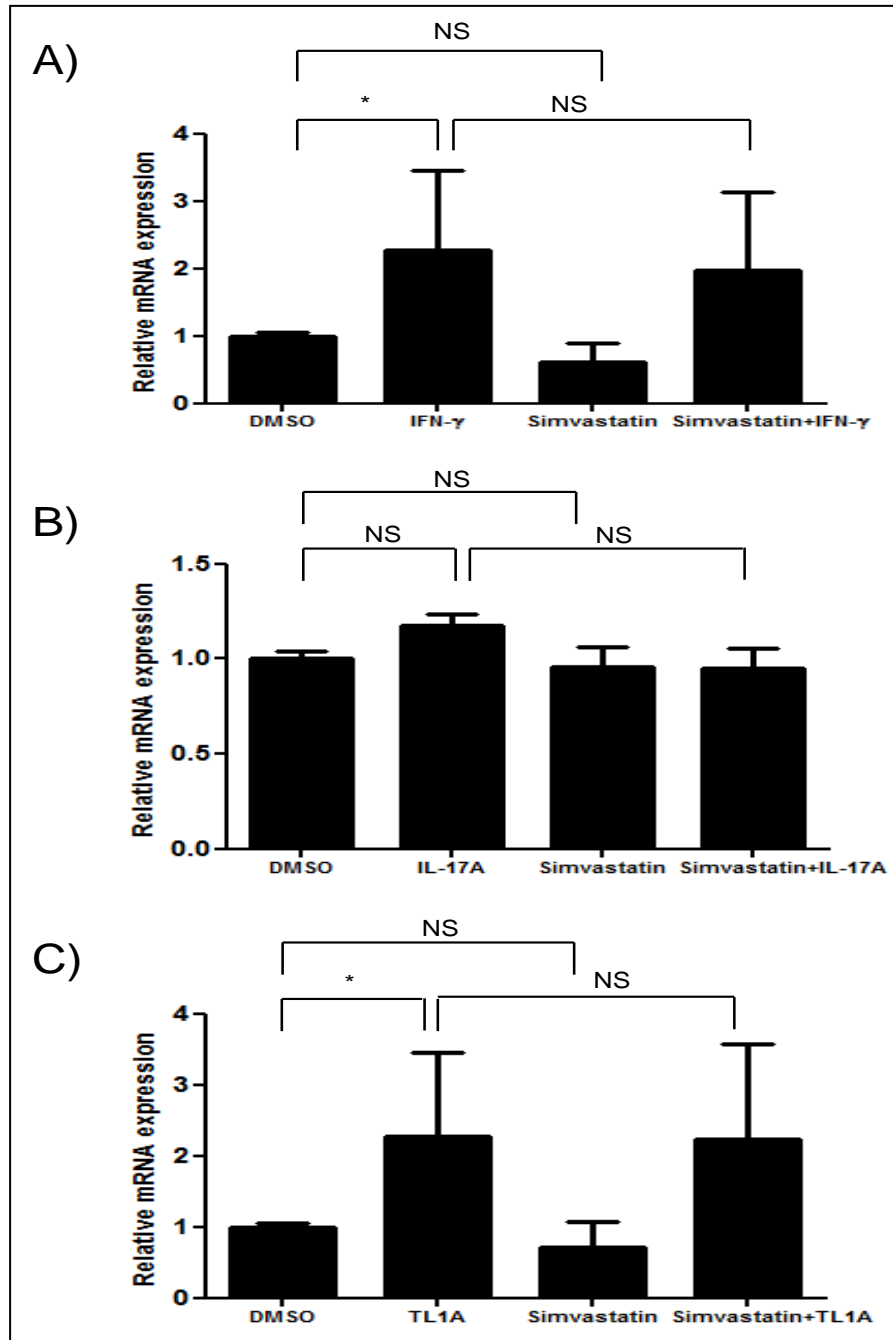 NS
A)
* NS
Relative mRNA expression
4
3
2
1
0
DMSO IFN-γ Simvastatin Simvastatin+IFN-γ
NS
B)
NS NS
Relative mRNA expression
1.5
1.0
0.5
0.0
DMSO IL-17A Simvastatin Simvastatin+IL-17A
NS
C)
* NS
Relative mRNA expression
4
3
2
1
0
DMSO TL1A Simvastatin Simvastatin+TL1A